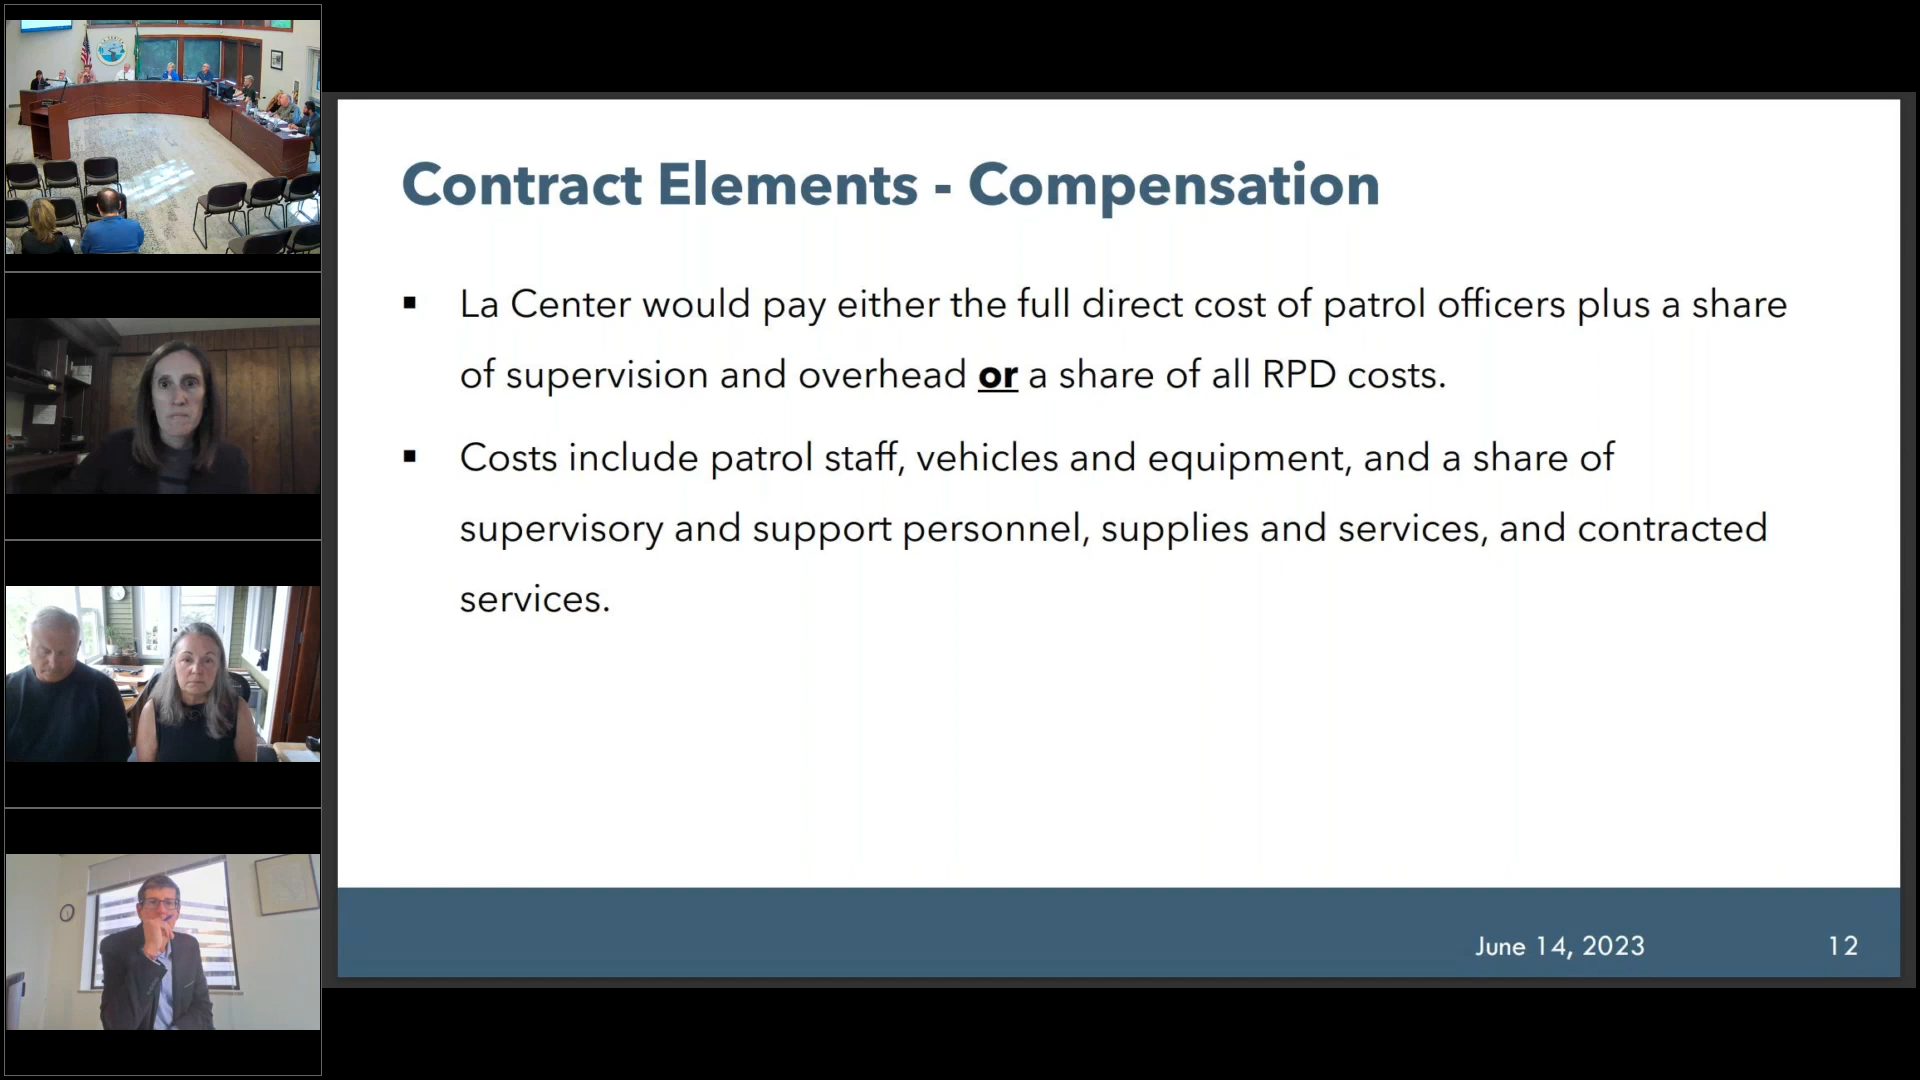 Contract Elements - Compensation
▪ La Center would pay either the full direct cost of patrol officers plus a share
of supervision and overhead or a share of all RPD costs.
▪ Costs include patrol staff, vehicles and equipment, and a share of
supervisory and support personnel, supplies and services, and contracted
services.
June 14, 2023 12